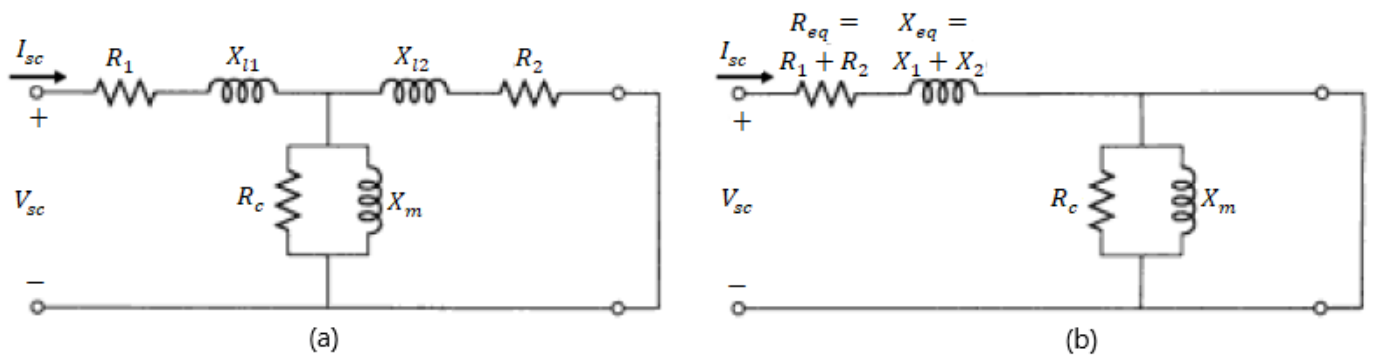 I_sc
R_1
X_l1
X_l2
R_2
+
V_sc
R_c
X_m
−
(a)
R_eq = X_eq =
I_sc
R_1 + R_2 X_1 + X_2
+
V_sc
R_c
X_m
−
(b)